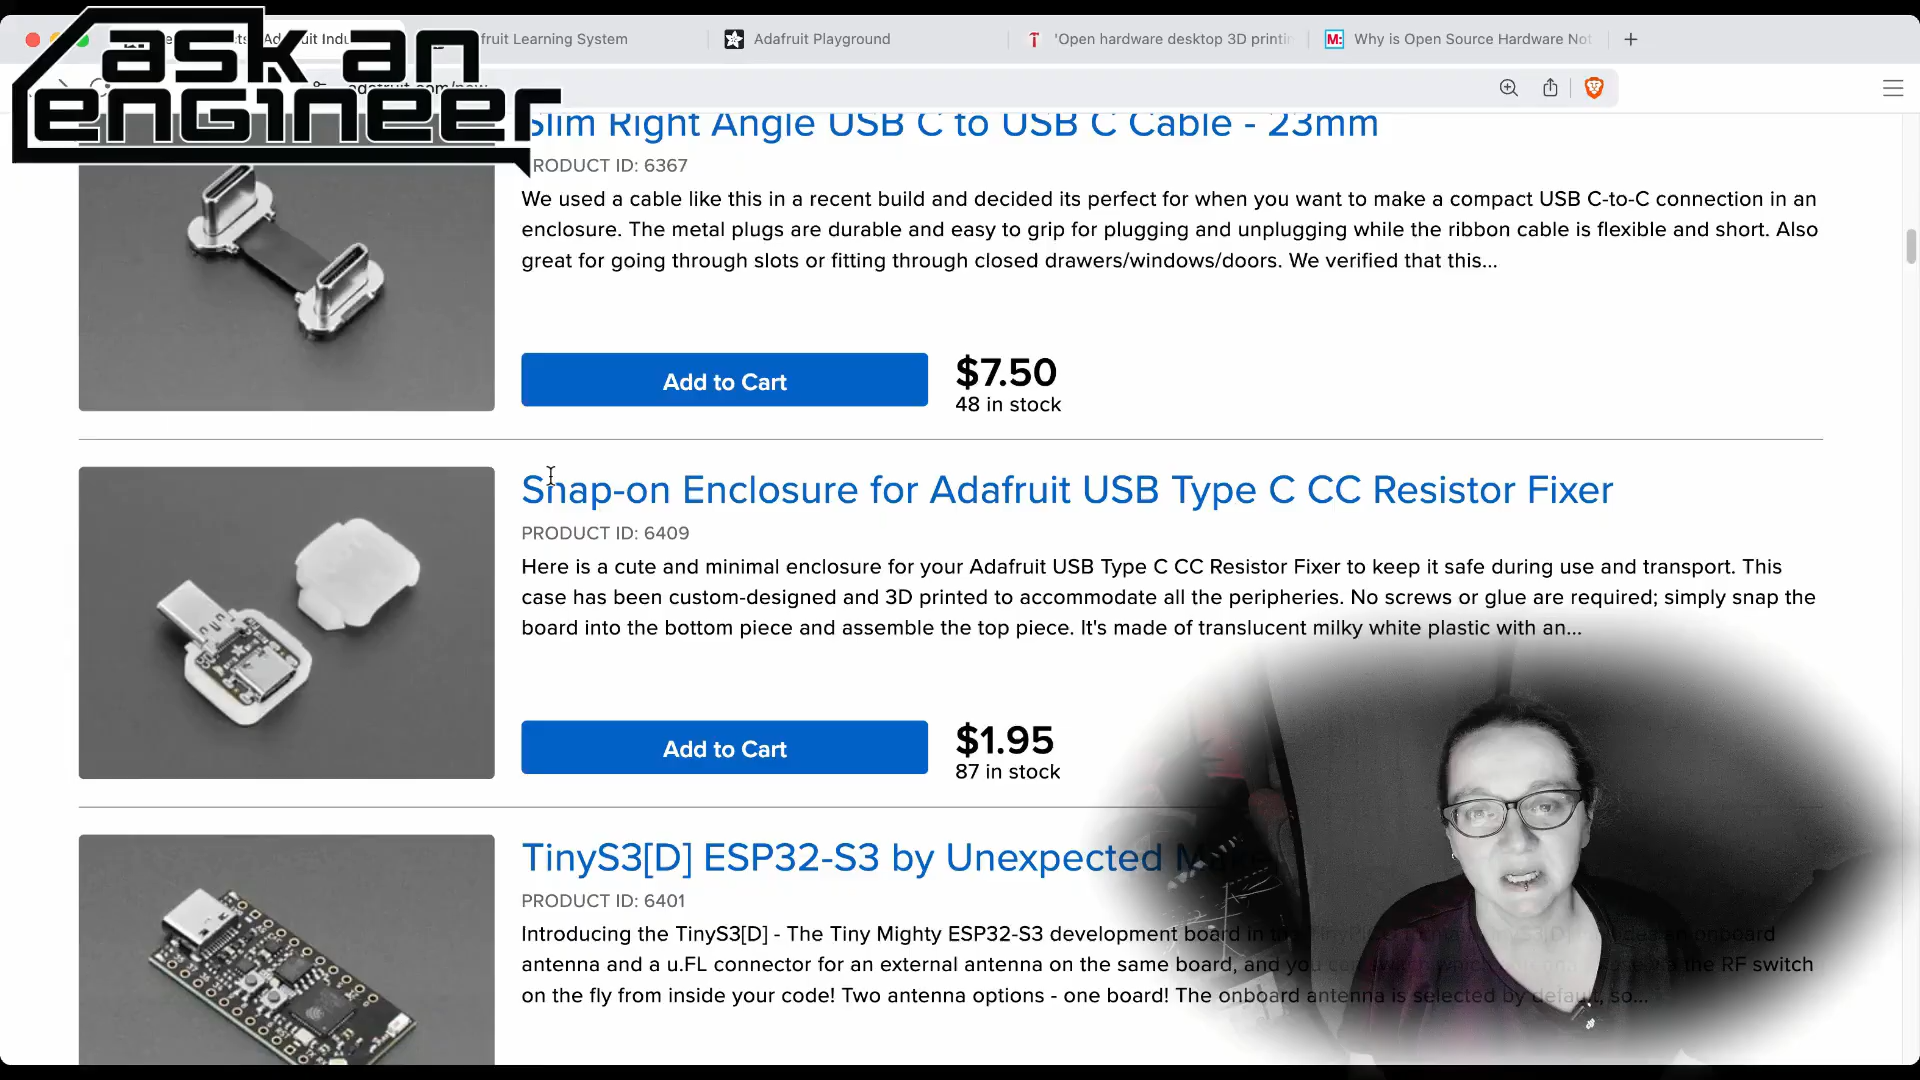 ask an
engineer
Adafruit Indu
fruit Learning System
Adafruit Playground
'Open hardware desktop 3D printin
M: Why is Open Source Hardware Not
Slim Right Angle USB C to USB C Cable - 23mm
PRODUCT ID: 6367
We used a cable like this in a recent build and decided its perfect for when you want to make a compact USB C-to-C connection in an
enclosure. The metal plugs are durable and easy to grip for plugging and unplugging while the ribbon cable is flexible and short. Also
great for going through slots or fitting through closed drawers/windows/doors. We verified that this...
Add to Cart
$7.50
48 in stock
Snap-on Enclosure for Adafruit USB Type C CC Resistor Fixer
PRODUCT ID: 6409
Here is a cute and minimal enclosure for your Adafruit USB Type C CC Resistor Fixer to keep it safe during use and transport. This
case has been custom-designed and 3D printed to accommodate all the peripheries. No screws or glue are required; simply snap the
board into the bottom piece and assemble the top piece. It's made of translucent milky white plastic with an...
Add to Cart
$1.95
87 in stock
TinyS3[D] ESP32-S3 by Unexpected
PRODUCT ID: 6401
Introducing the TinyS3[D] - The Tiny Mighty ESP32-S3 development board in onboard
antenna and a u.FL connector for an external antenna on the same board, and you the RF switch
on the fly from inside your code! Two antenna options - one board! The onboard antenna is selected by default, so...